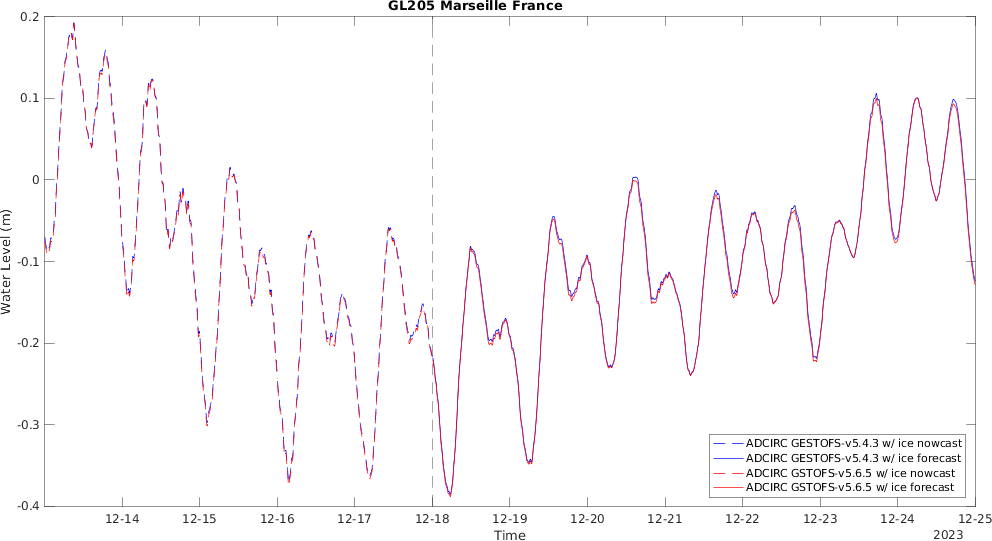 GL205 Marseille France
0.2
0.1
0
-0.1
-0.2
-0.3
-0.4
Water Level (m)
ADCIRC GESTOFS-v5.4.3 w/ ice nowcast
ADCIRC GESTOFS-v5.4.3 w/ ice forecast
ADCIRC GSTOFS-v5.6.5 w/ ice nowcast
ADCIRC GSTOFS-v5.6.5 w/ ice forecast
12-14 12-15 12-16 12-17 12-18 12-19 12-20 12-21 12-22 12-23 12-24 12-25
Time
2023